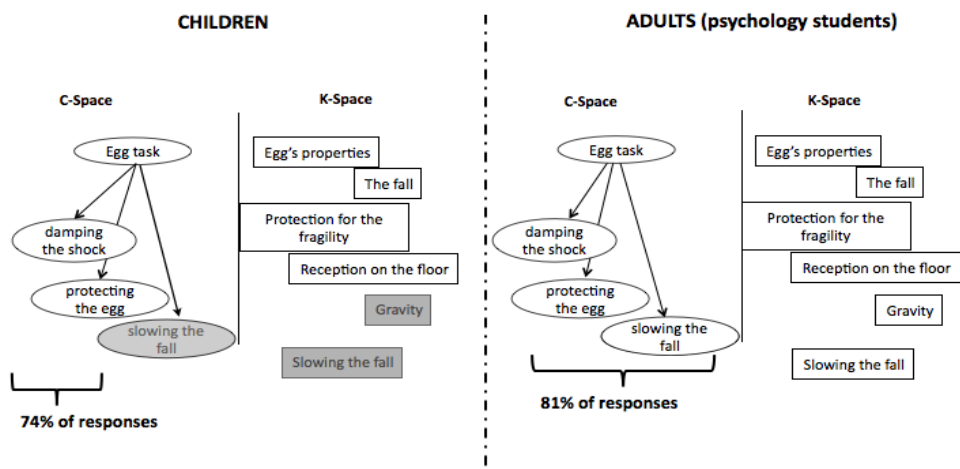 CHILDREN
C-Space
K-Space
Egg task
Egg's properties
The fall
Protection for the
fragility
damping
the shock
Reception on the floor
protecting
the egg
Gravity
slowing the
fall
Slowing the fall
74% of responses
ADULTS (psychology students)
C-Space
K-Space
Egg task
Egg's properties
The fall
Protection for the
fragility
damping
the shock
Reception on the floor
protecting
the egg
Gravity
slowing the
fall
Slowing the fall
81% of responses